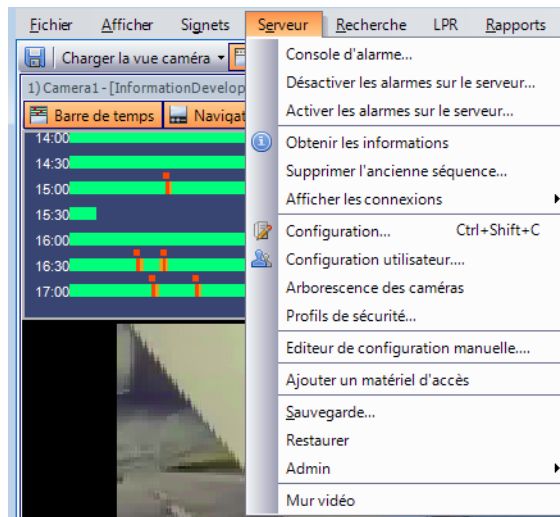 Fichier Afficher Signets Serveur Recherche LPR Rapports
Charger la vue caméra
1) Camera1 - [InformationDevelop
Barre de temps Navigat
14:00
14:30
15:00
15:30
16:00
16:30
17:00
Console d'alarme...
Désactiver les alarmes sur le serveur...
Activer les alarmes sur le serveur...
Obtenir les informations
Supprimer l'ancienne séquence...
Afficher les connexions
Configuration... Ctrl+Shift+C
Configuration utilisateur....
Arborescence des caméras
Profils de sécurité...
Editeur de configuration manuelle....
Ajouter un matériel d'accès
Sauvegarde...
Restaurer
Admin
Mur vidéo